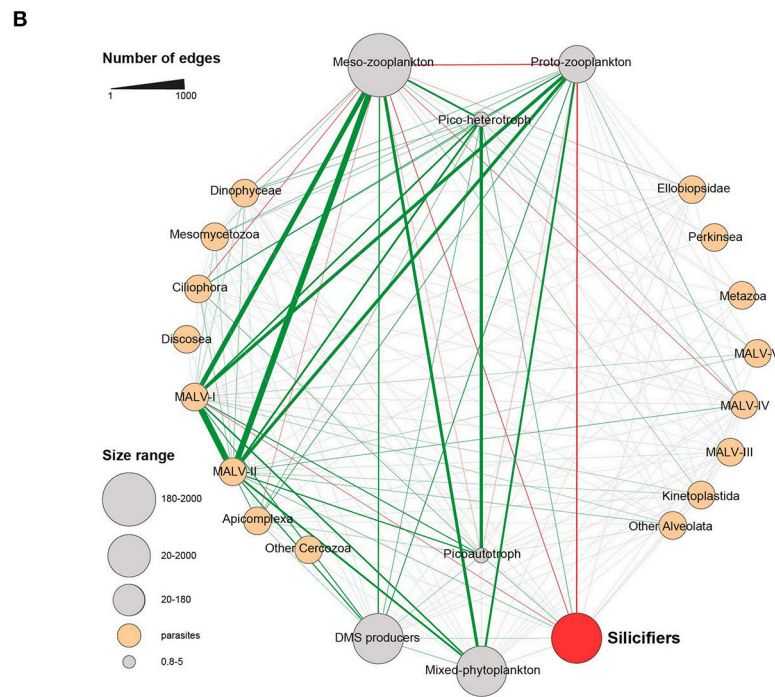 B
Number of edges
1
1000
Meso-zooplankton
Proto-zooplankton
Pico-heterotroph
Dinophyceae
Ellobiopsidae
Mesomycetozoa
Perkinsea
Ciliophora
Metazoa
Discosea
MALV-V
MALV-I
MALV-IV
Size range
MALV-III
MALV-II
180-2000
Kinetoplastida
Apicomplexa
Other Alveolata
Other Cercozoa
20-2000
Picoautotroph
20-180
parasites
DMS producers
Silicifiers
0.8-5
Mixed-phytoplankton